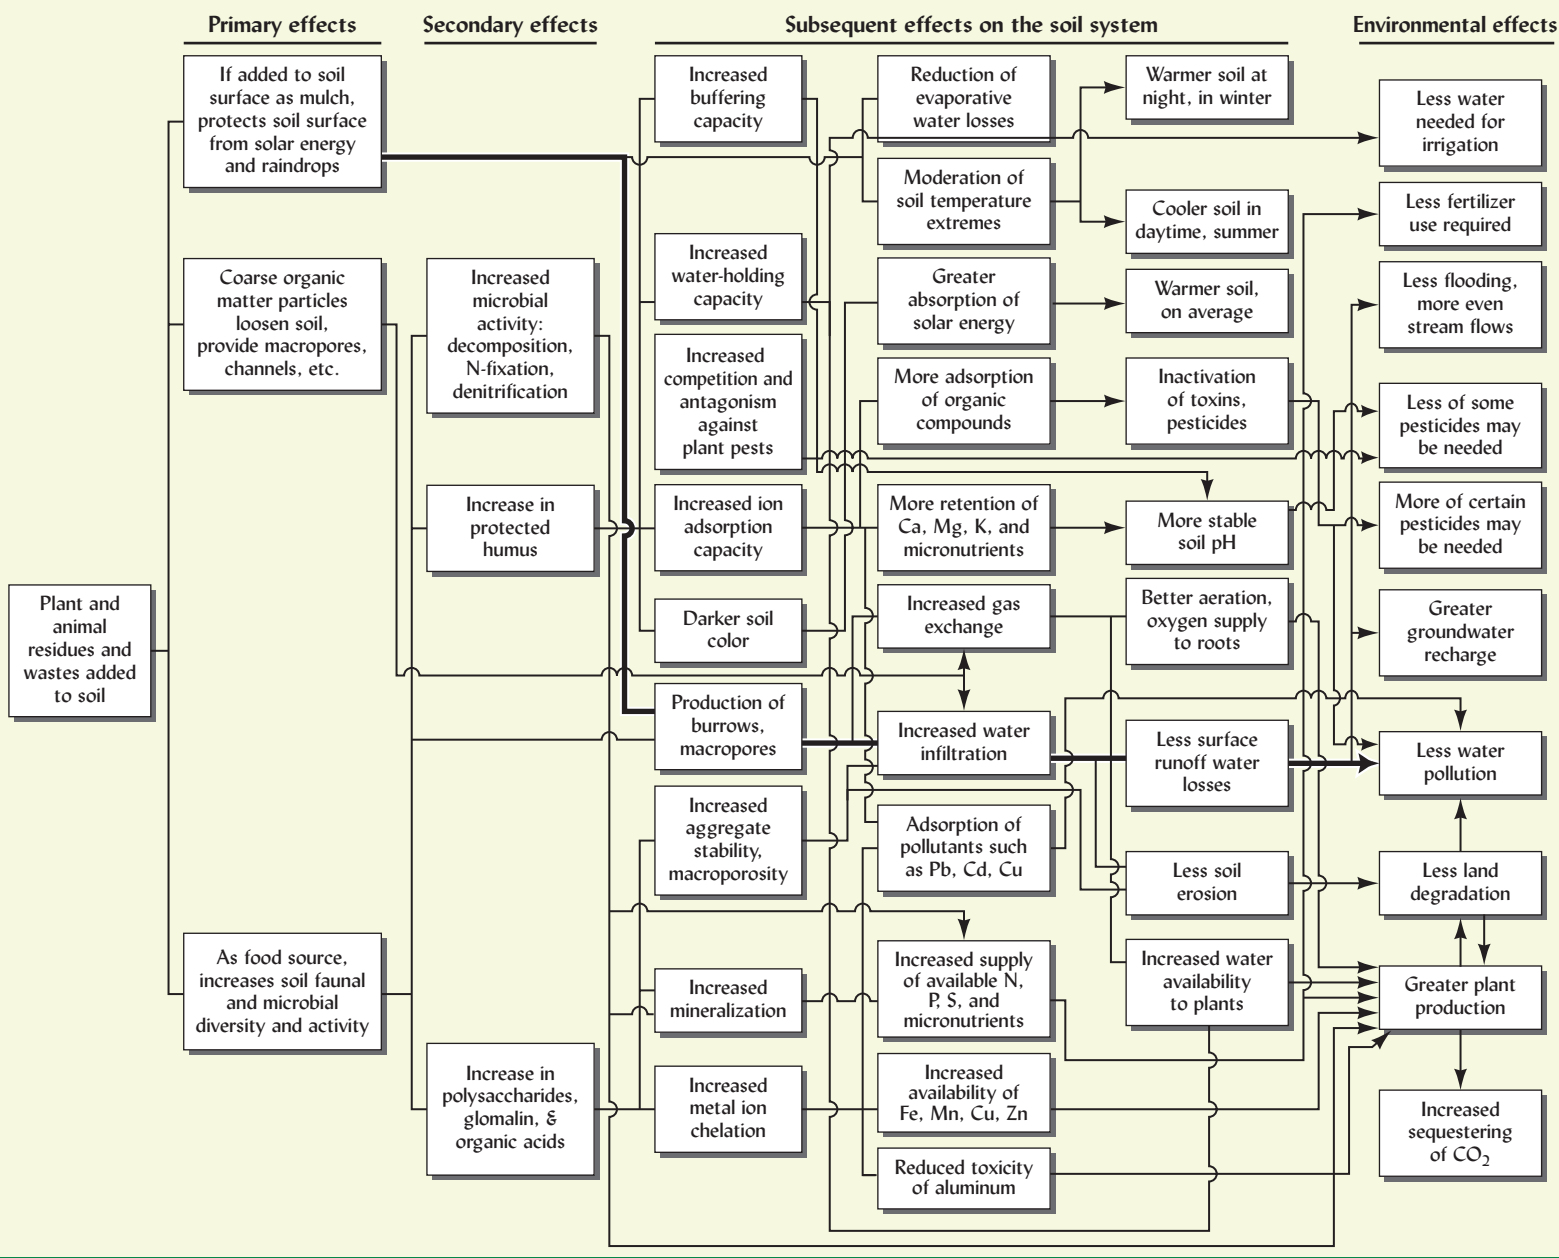 Primary effects
Secondary effects
Subsequent effects on the soil system
Environmental effects
Plant and
animal
residues and
wastes added
to soil
If added to soil
surface as mulch,
protects soil surface
from solar energy
and raindrops
Coarse organic
matter particles
loosen soil,
provide macropores,
channels, etc.
As food source,
increases soil faunal
and microbial
diversity and activity
Increased
microbial
activity:
decomposition,
N-fixation,
denitrification
Increase in
protected
humus
Increase in
polysaccharides,
glomalin, &
organic acids
Increased
buffering
capacity
Increased
water-holding
capacity
Increased
competition and
antagonism
against
plant pests
Increased ion
adsorption
capacity
Darker soil
color
Production of
burrows,
macropores
Increased
aggregate
stability,
macroporosity
Increased
mineralization
Increased
metal ion
chelation
Reduction of
evaporative
water losses
Moderation of
soil temperature
extremes
Greater
absorption of
solar energy
More adsorption
of organic
compounds
More retention of
Ca, Mg, K, and
micronutrients
Increased gas
exchange
Increased water
infiltration
Adsorption of
pollutants such
as Pb, Cd, Cu
Increased supply
of available N,
P, S, and
micronutrients
Increased
availability of
Fe, Mn, Cu, Zn
Reduced toxicity
of aluminum
Warmer soil at
night, in winter
Cooler soil in
daytime, summer
Warmer soil,
on average
Inactivation
of toxins,
pesticides
More stable
soil pH
Better aeration,
oxygen supply
to roots
Less surface
runoff water
losses
Less soil
erosion
Increased water
availability
to plants
Less water
needed for
irrigation
Less fertilizer
use required
Less flooding,
more even
stream flows
Less of some
pesticides may
be needed
More of certain
pesticides may
be needed
Greater
groundwater
recharge
Less water
pollution
Less land
degradation
Greater plant
production
Increased
sequestering
of CO₂